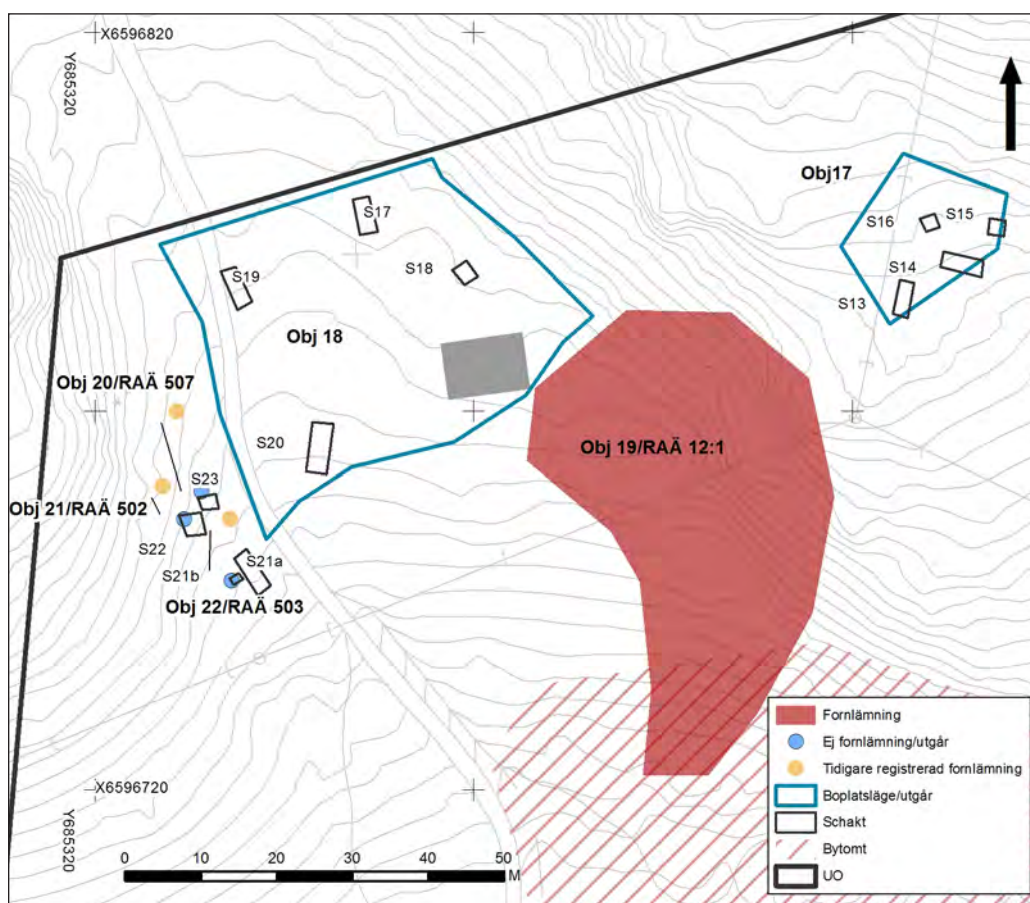 X6596820
Y685320
Obj17
S17
S16
S15
S18
S19
S14
S13
Obj 18
Obj 20/RAÄ 507
S20
Obj 19/RAÄ 12:1
S23
Obj 21/RAÄ 502
S22
S21a
S21b
Obj 22/RAÄ 503
Fornlämning
Ej fornlämning/utgår
Tidigare registrerad fornlämning
Boplatsläge/utgår
Schakt
Bytomt
UO
X6596720
Y685320
0 10 20 30 40 50
M